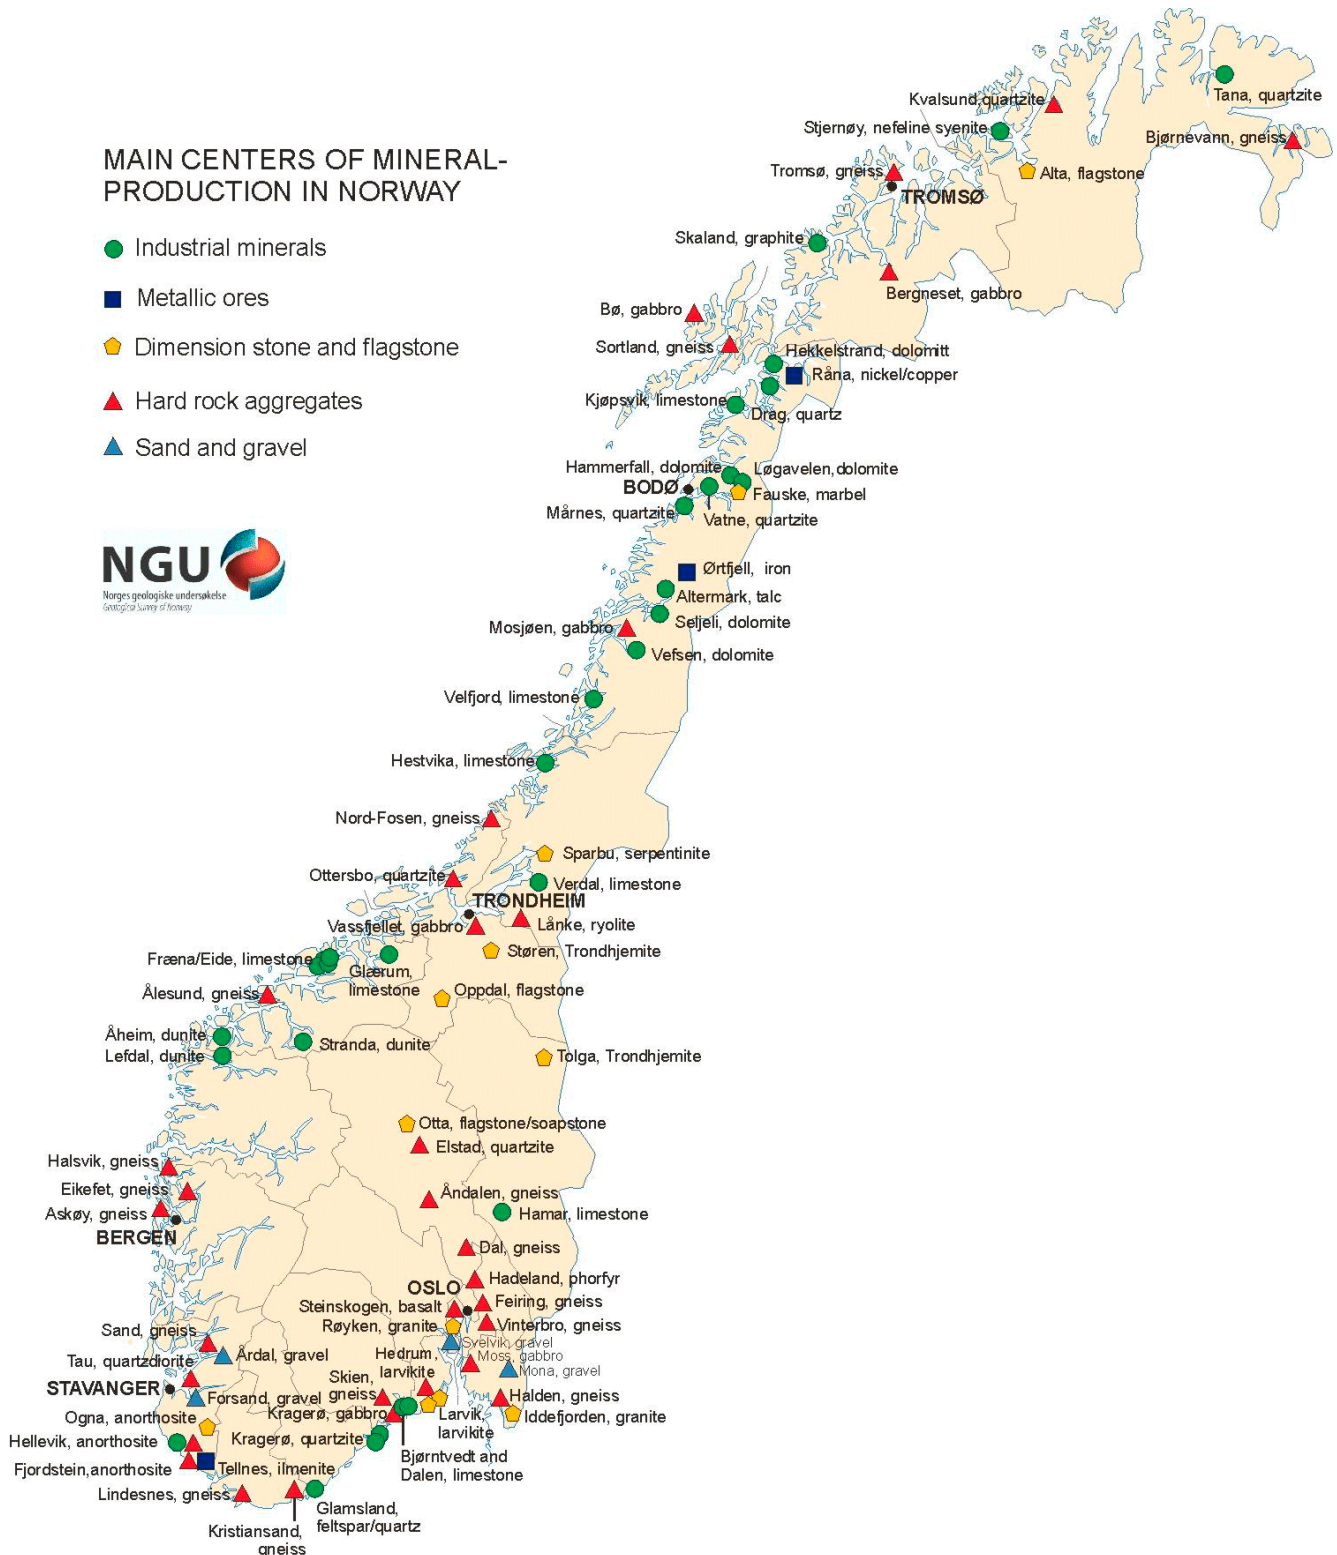 MAIN CENTERS OF MINERAL-
PRODUCTION IN NORWAY
Industrial minerals
Metallic ores
Dimension stone and flagstone
Hard rock aggregates
Sand and gravel
NGU
Norges geologiske undersøkelse
Geological Survey of Norway
Kvalsund,quartzite
Tana, quartzite
Stjernøy, nefeline syenite
Bjørnevann, gneiss
Tromsø, gneiss
Alta, flagstone
TROMSØ
Skaland, graphite
Bergneset, gabbro
Bø, gabbro
Sortland, gneiss
Hekkelstrand, dolomitt
Råna, nickel/copper
Kjøpsvik, limestone
Drag, quartz
Hammerfall, dolomite
Løgavelen,dolomite
BODØ
Fauske, marbel
Mårnes, quartzite
Vatne, quartzite
Ørtfjell, iron
Altermark, talc
Seljeli, dolomite
Mosjøen, gabbro
Vefsen, dolomite
Velfjord, limestone
Hestvika, limestone
Nord-Fosen, gneiss
Sparbu, serpentinite
Ottersbo, quartzite
Verdal, limestone
TRONDHEIM
Vassfjellet, gabbro
Lånke, ryolite
Støren, Trondhjemite
Fræna/Eide, limestone
Glærum,
limestone
Oppdal, flagstone
Ålesund, gneiss
Åheim, dunite
Stranda, dunite
Lefdal, dunite
Tolga, Trondhjemite
Otta, flagstone/soapstone
Elstad, quartzite
Halsvik, gneiss
Eikefet, gneiss
Åndalen, gneiss
Askøy, gneiss
Hamar, limestone
BERGEN
Dal, gneiss
Hadeland, phorfyr
OSLO
Feiring, gneiss
Steinskogen, basalt
Røyken, granite
Vinterbro, gneiss
Sand, gneiss
Svelvik, gravel
Årdal, gravel
Hedrum,
larvikite
Moss, gabbro
Tau, quartzdiorite
Mona, gravel
Skien,
gneiss
STAVANGER
Forsand, gravel
Halden, gneiss
Kragerø, gabbro
Larvik,
larvikite
Iddefjorden, granite
Ogna, anorthosite
Kragerø, quartzite
Hellevik, anorthosite
Bjørntvedt and
Dalen, limestone
Fjordstein,anorthosite
Tellnes, ilmenite
Lindesnes, gneiss
Glamsland,
feltspar/quartz
Kristiansand,
gneiss